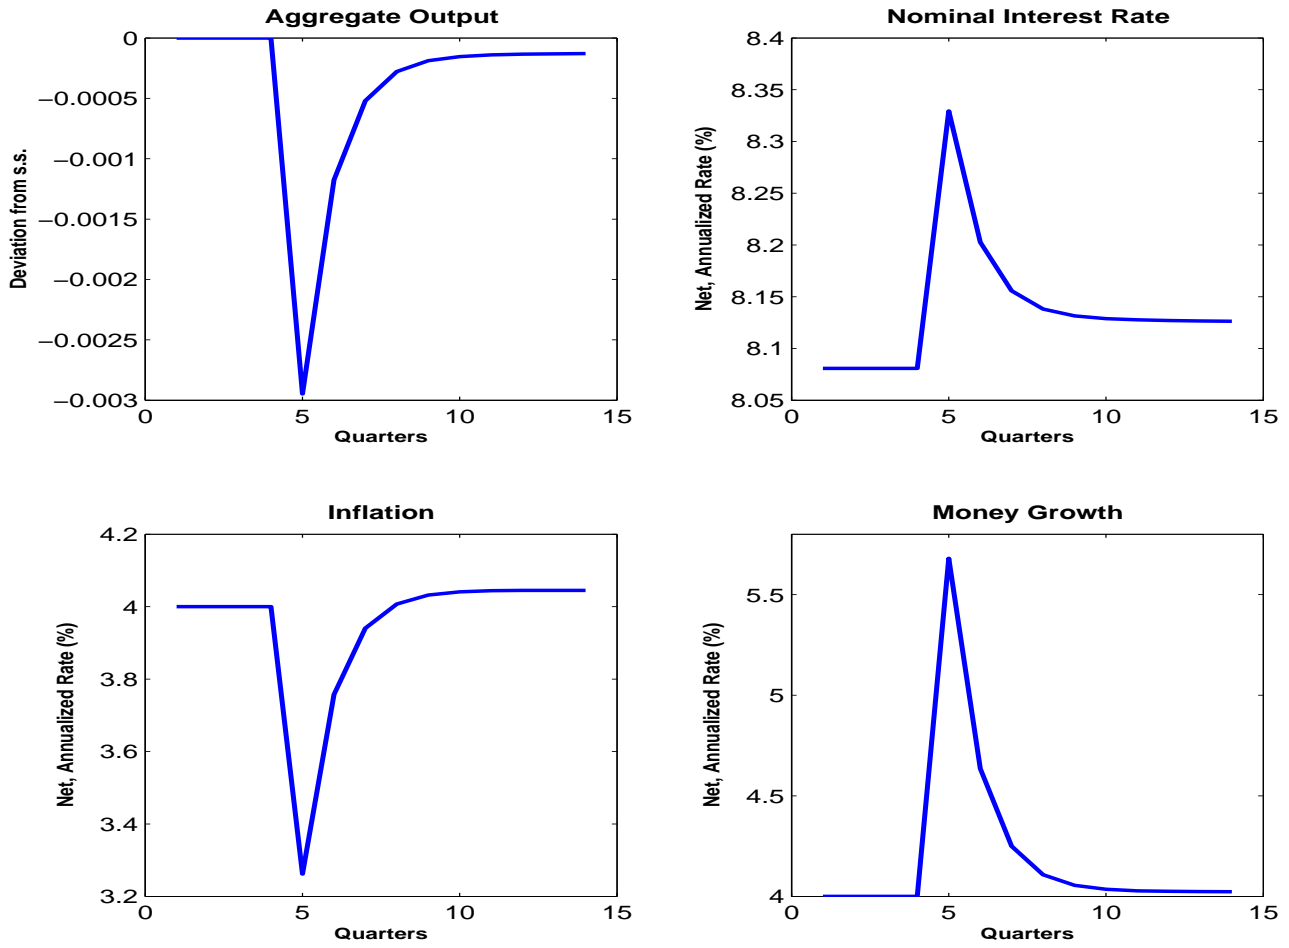 Aggregate Output
0
−0.0005
−0.001
−0.0015
−0.002
−0.0025
−0.003
Deviation from s.s.
0 5 10 15
Quarters
Nominal Interest Rate
8.4
8.35
8.3
8.25
8.2
8.15
8.1
8.05
Net, Annualized Rate (%)
0 5 10 15
Quarters
Inflation
4.2
4
3.8
3.6
3.4
3.2
Net, Annualized Rate (%)
0 5 10 15
Quarters
Money Growth
5.5
5
4.5
4
Net, Annualized Rate (%)
0 5 10 15
Quarters